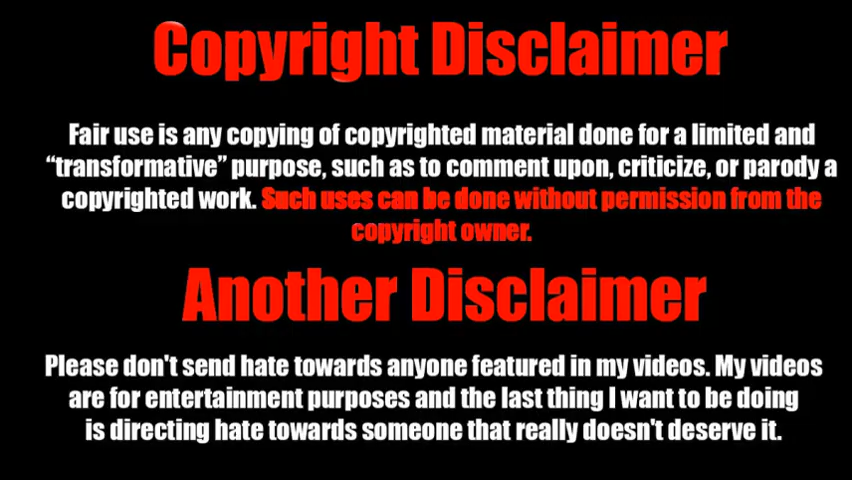 Copyright Disclaimer
Fair use is any copying of copyrighted material done for a limited and
“transformative” purpose, such as to comment upon, criticize, or parody a
copyrighted work. Such uses can be done without permission from the
copyright owner.
Another Disclaimer
Please don't send hate towards anyone featured in my videos. My videos
are for entertainment purposes and the last thing I want to be doing
is directing hate towards someone that really doesn't deserve it.